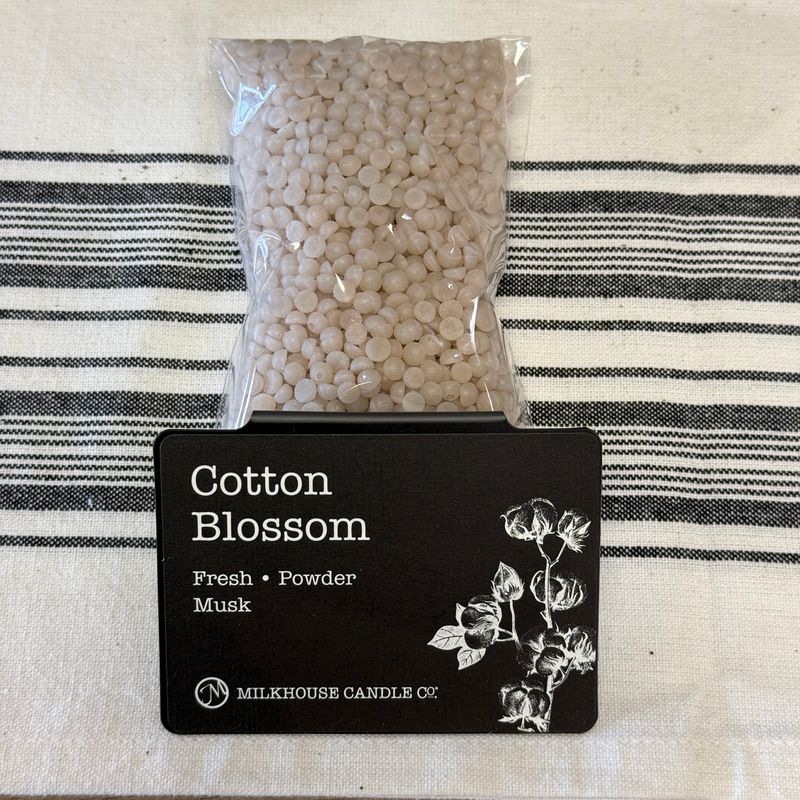 Cotton
Blossom
Fresh • Powder
Musk
M MILKHOUSE CANDLE Co.